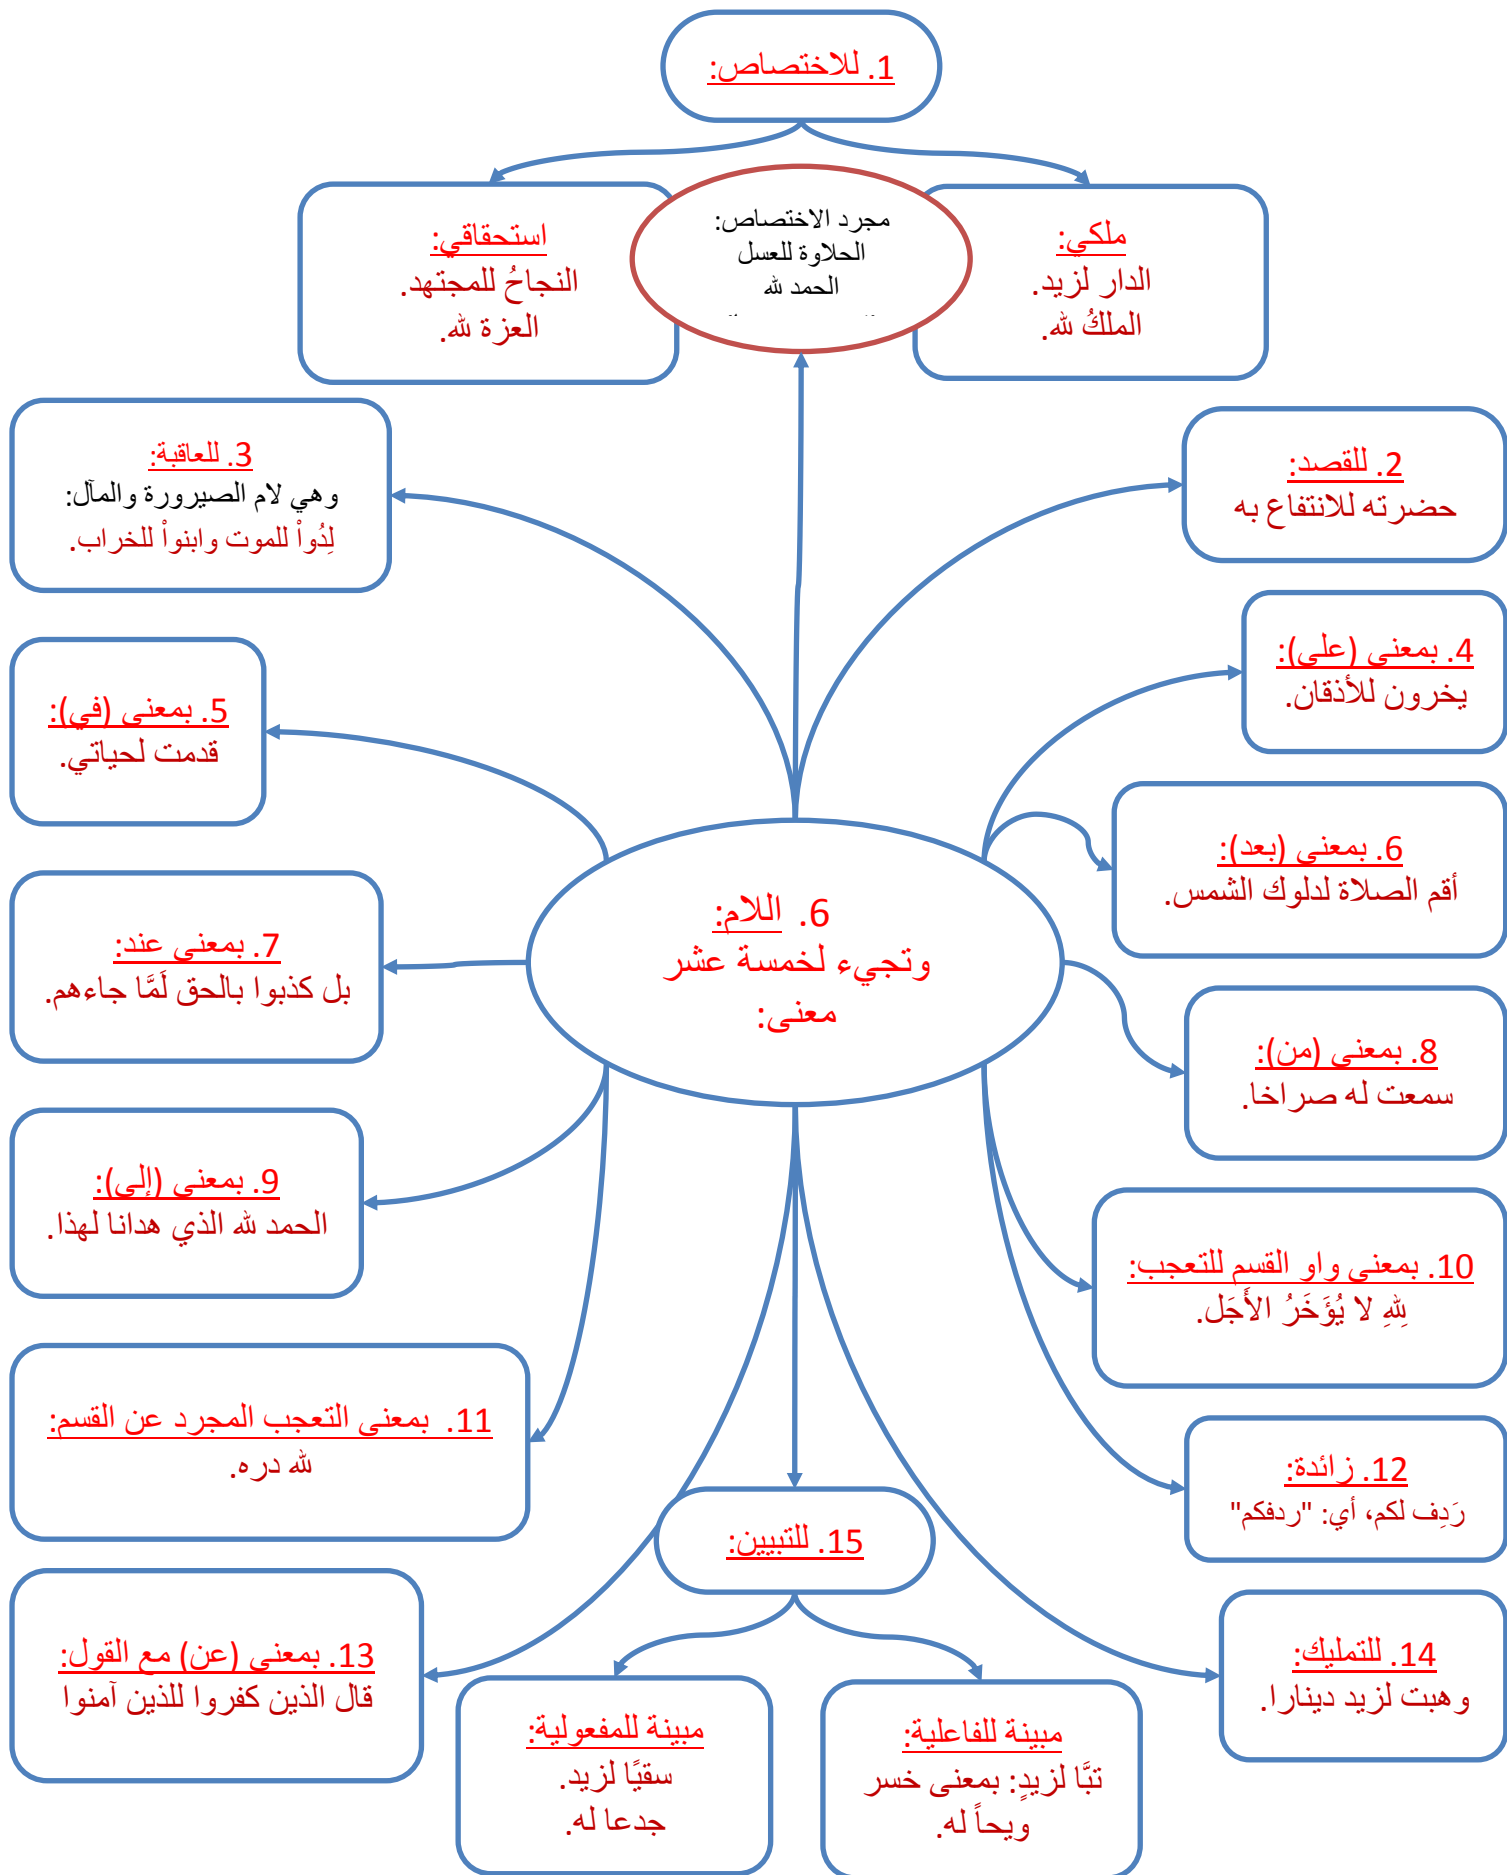 1. للاختصاص:
ملكي:
الدار لزيد.
الملكُ لله.
مجرد الاختصاص:
الحلاوة للعسل
الحمد لله
استحقاقي:
النجاحُ للمجتهد.
العزة لله.
2. للقصد:
حضرته للانتفاع به
3. للعاقبة:
وهي لام الصيرورة والمآل:
لِدُواْ للموت وابنواْ للخراب.
4. بمعنى (على):
يخرون للأذقان.
5. بمعنى (في):
قدمت لحياتي.
6. بمعنى (بعد):
أقم الصلاة لدلوك الشمس.
6. اللام:
وتجيء لخمسة عشر
معنى:
7. بمعنى عند:
بل كذبوا بالحق لَمَّا جاءهم.
8. بمعنى (من):
سمعت له صراخا.
9. بمعنى (إلى):
الحمد لله الذي هدانا لهذا.
10. بمعنى واو القسم للتعجب:
لِلهِ لا يُؤَخَرُ الأَجَل.
11. بمعنى التعجب المجرد عن القسم:
لله دره.
12. زائدة:
رَدِف لكم، أي: "ردفكم"
13. بمعنى (عن) مع القول:
قال الذين كفروا للذين آمنوا
14. للتمليك:
وهبت لزيد دينارا.
15. للتبيين:
مبينة للفاعلية:
تبَّا لزيدٍ: بمعنى خسر
ويحاً له.
مبينة للمفعولية:
سقيًا لزيد.
جدعا له.